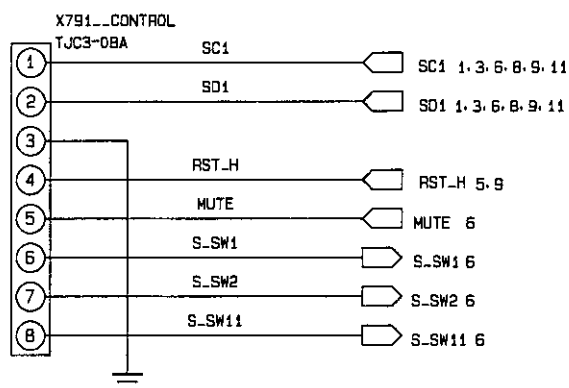 X791__CONTROL
TJC3-08A
1 SC1 SC1 1.3.6.8.9.11
2 SD1 SD1 1.3.6.8.9.11
3
4 RST_H RST_H 5.9
5 MUTE MUTE 6
6 S_SW1 S_SW1 6
7 S_SW2 S_SW2 6
8 S_SW11 S_SW11 6